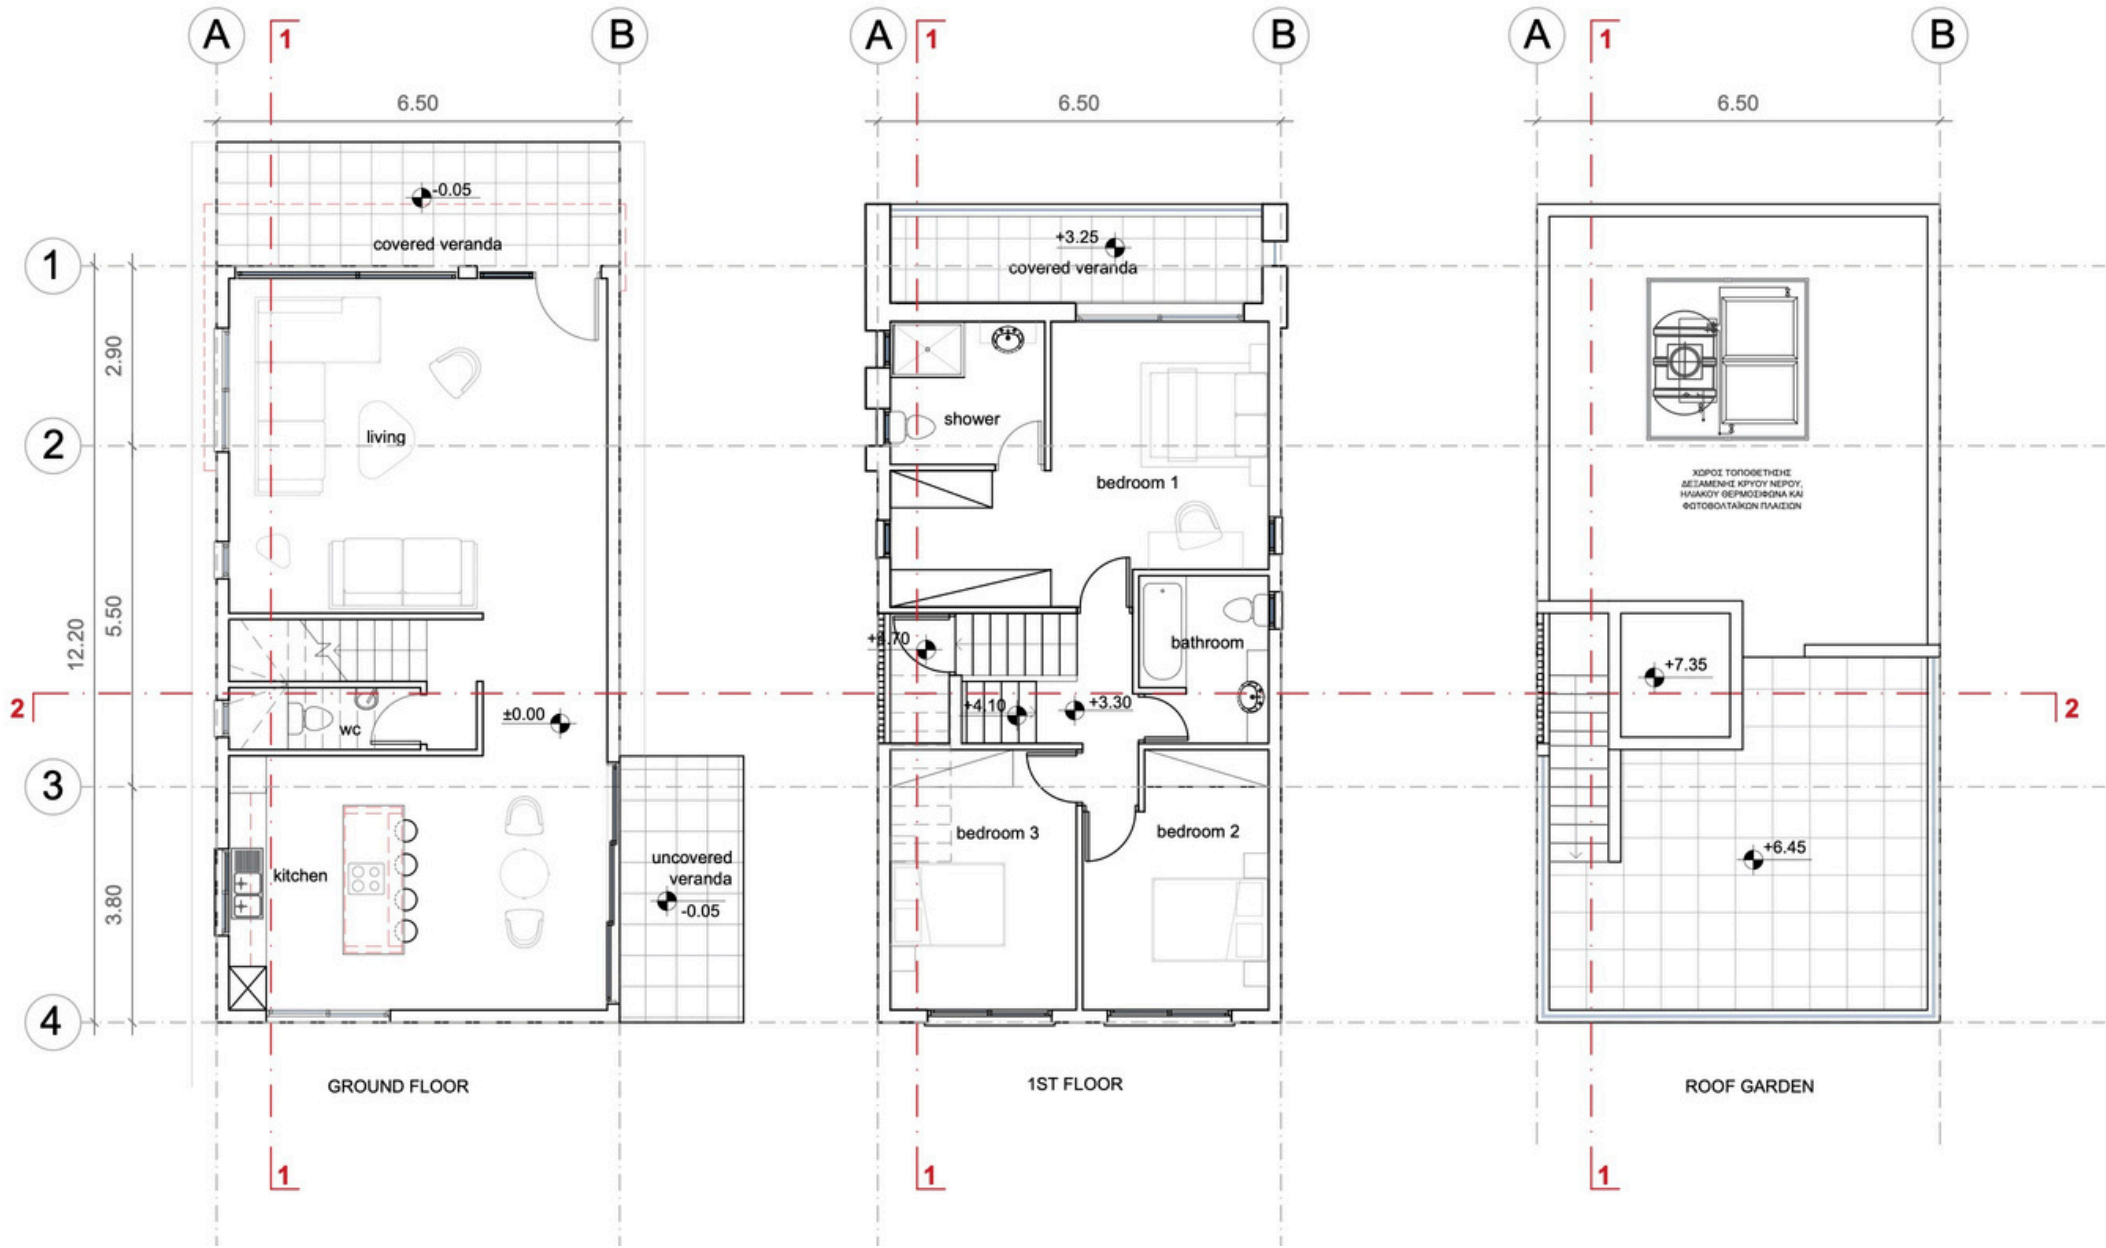 A
1
B
A
1
B
A
1
B
6.50
6.50
6.50
-0.05
covered veranda
+3.25
covered veranda
1
2.90
living
shower
2
bedroom 1
ΧΩΡΟΣ ΤΟΠΟΘΕΤΗΣΗΣ
ΔΕΞΑΜΕΝΗΣ ΚΡΥΟΥ ΝΕΡΟΥ,
ΗΛΙΑΚΟΥ ΘΕΡΜΟΣΙΦΩΝΑ ΚΑΙ
ΦΩΤΟΒΟΛΤΑΪΚΩΝ ΠΛΑΙΣΙΩΝ
5.50
12.20
+4.70
bathroom
+7.35
2
wc
±0.00
+4.10
+3.30
2
3
kitchen
uncovered
veranda
-0.05
bedroom 3
bedroom 2
+6.45
3.80
4
GROUND FLOOR
1ST FLOOR
ROOF GARDEN
1
1
1